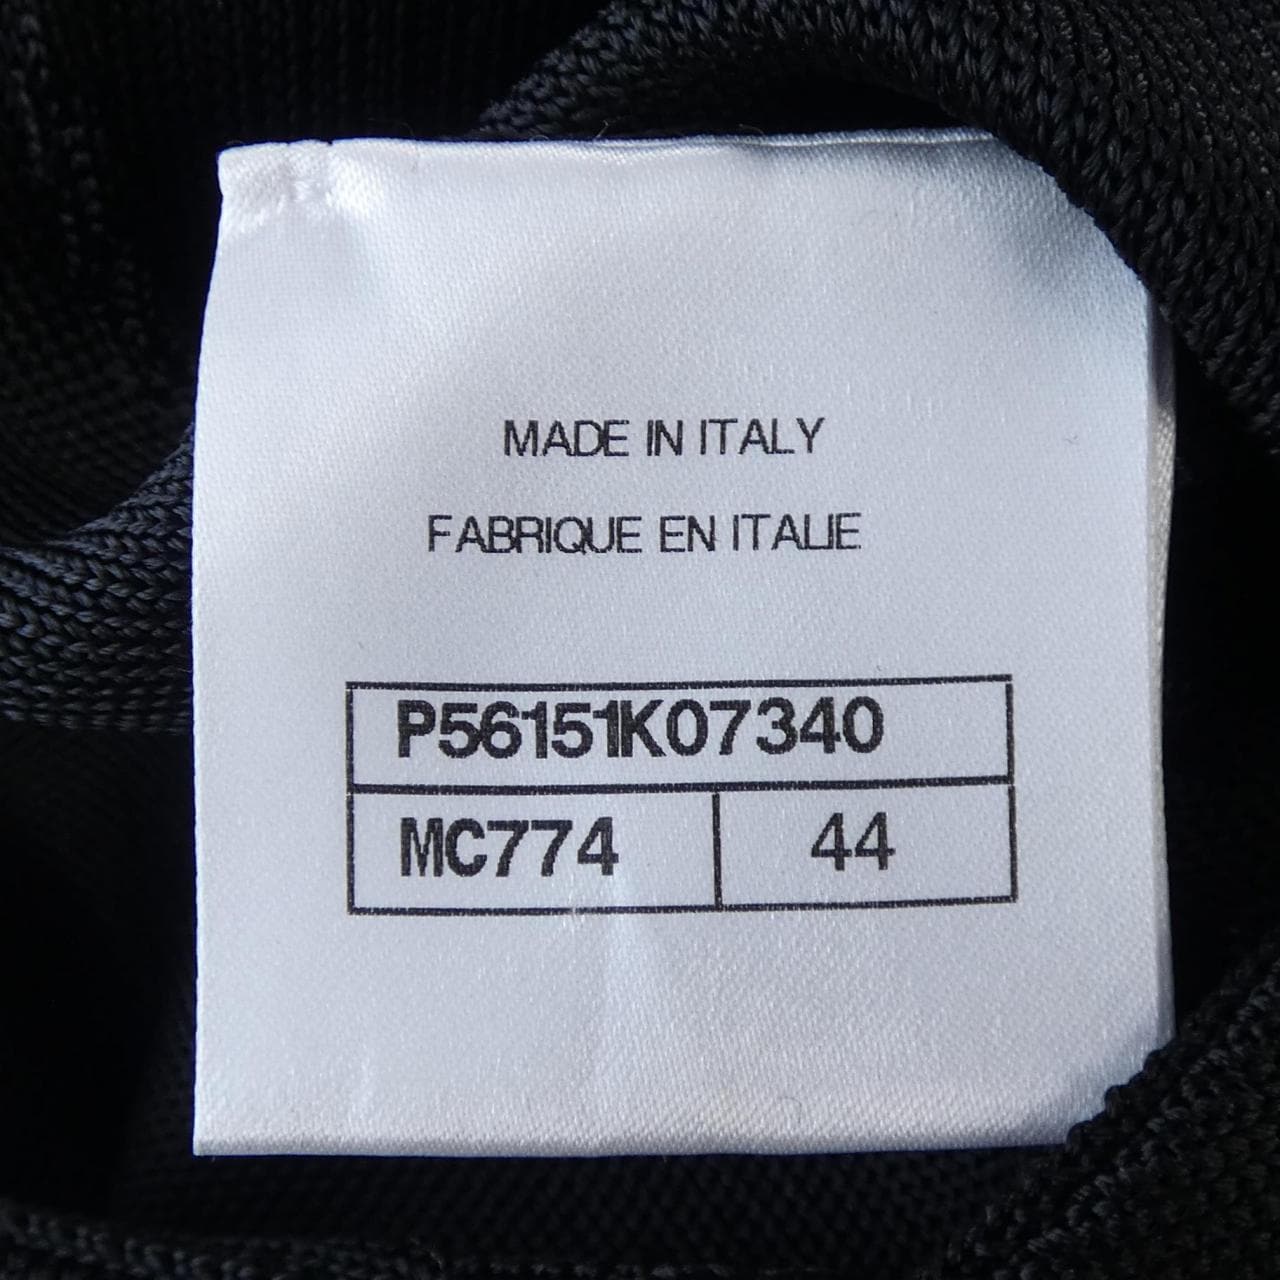 MADE IN ITALY
FABRIQUE EN ITALIE
P56151K07340
MC774 44